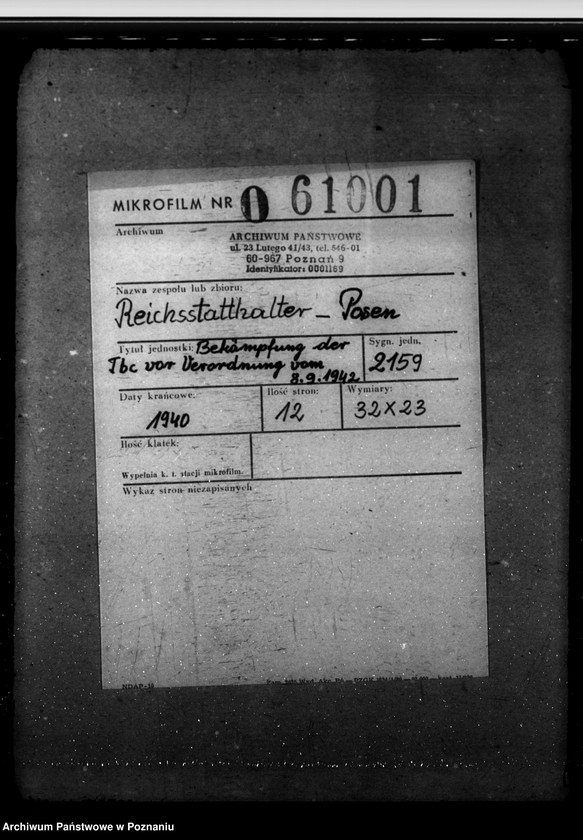 MIKROFILM NR 0 61001
Archiwum
ARCHIWUM PAŃSTWOWE
ul. 23 Lutego 41/43, tel. 546-01
60-967 Poznań 9
Identyfikator: 0001169
Nazwa zespołu lub zbioru:
Reichsstatthalter - Posen
Tytuł jednostki: Bekämpfung der
Tbc vor Verordnung vom
8.9.1942.
Sygn. jedn.
2159
Daty krańcowe:
1940
Ilość stron:
12
Wymiary:
32x23
Ilość klatek:
Wypełnia k. t. stacji mikrofilm.
Wykaz stron niezapisanych
NDAP-10
Archiwum Państwowe w Poznaniu